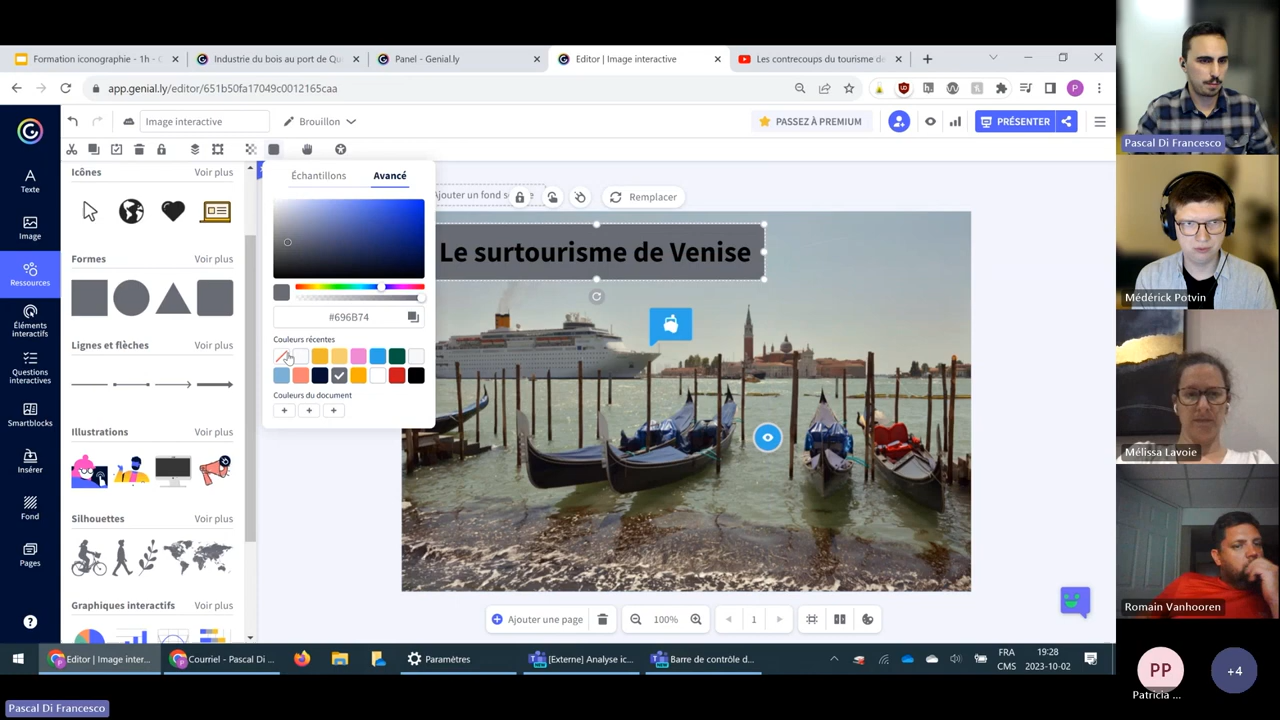 Formation iconographie - 1h -
Industrie du bois au port de Qu
Panel - Genial.ly
Editor | Image interactive
Les contrecoups du tourisme de
app.genial.ly/editor/651b50fa17049c0012165caa
P
Image interactive
Brouillon
PASSEZ À PREMIUM
PRÉSENTER
Texte
Image
Ressources
Éléments
interactifs
Questions
interactives
Smartblocks
Insérer
Fond
Pages
Icônes
Voir plus
Formes
Voir plus
Lignes et flèches
Voir plus
Illustrations
Voir plus
Silhouettes
Voir plus
Graphiques interactifs
Voir plus
Échantillons
Avancé
#696B74
Couleurs récentes
Couleurs du document
Ajouter un fond
Remplacer
Le surtourisme de Venise
Ajouter une page
100%
1
Editor | Image inter...
Courriel - Pascal Di ...
Paramètres
[Externe] Analyse ic...
Barre de contrôle d...
FRA
CMS
19:28
2023-10-02
Pascal Di Francesco
Médérick Potvin
Mélissa Lavoie
Romain Vanhooren
PP
Patricia ...
+4
Pascal Di Francesco